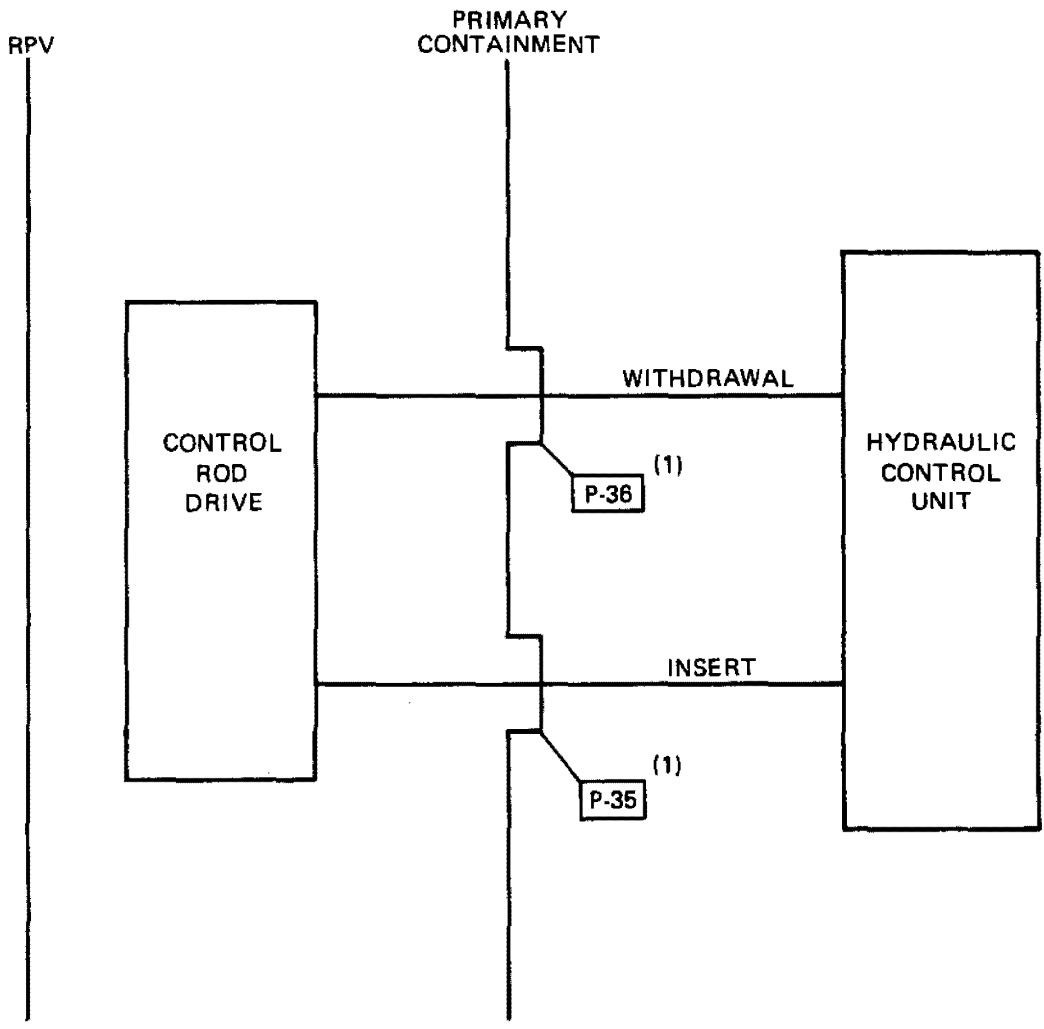 RPV
PRIMARY
CONTAINMENT
WITHDRAWAL
CONTROL
ROD
DRIVE
HYDRAULIC
CONTROL
UNIT
(1)
P-36
INSERT
(1)
P-35